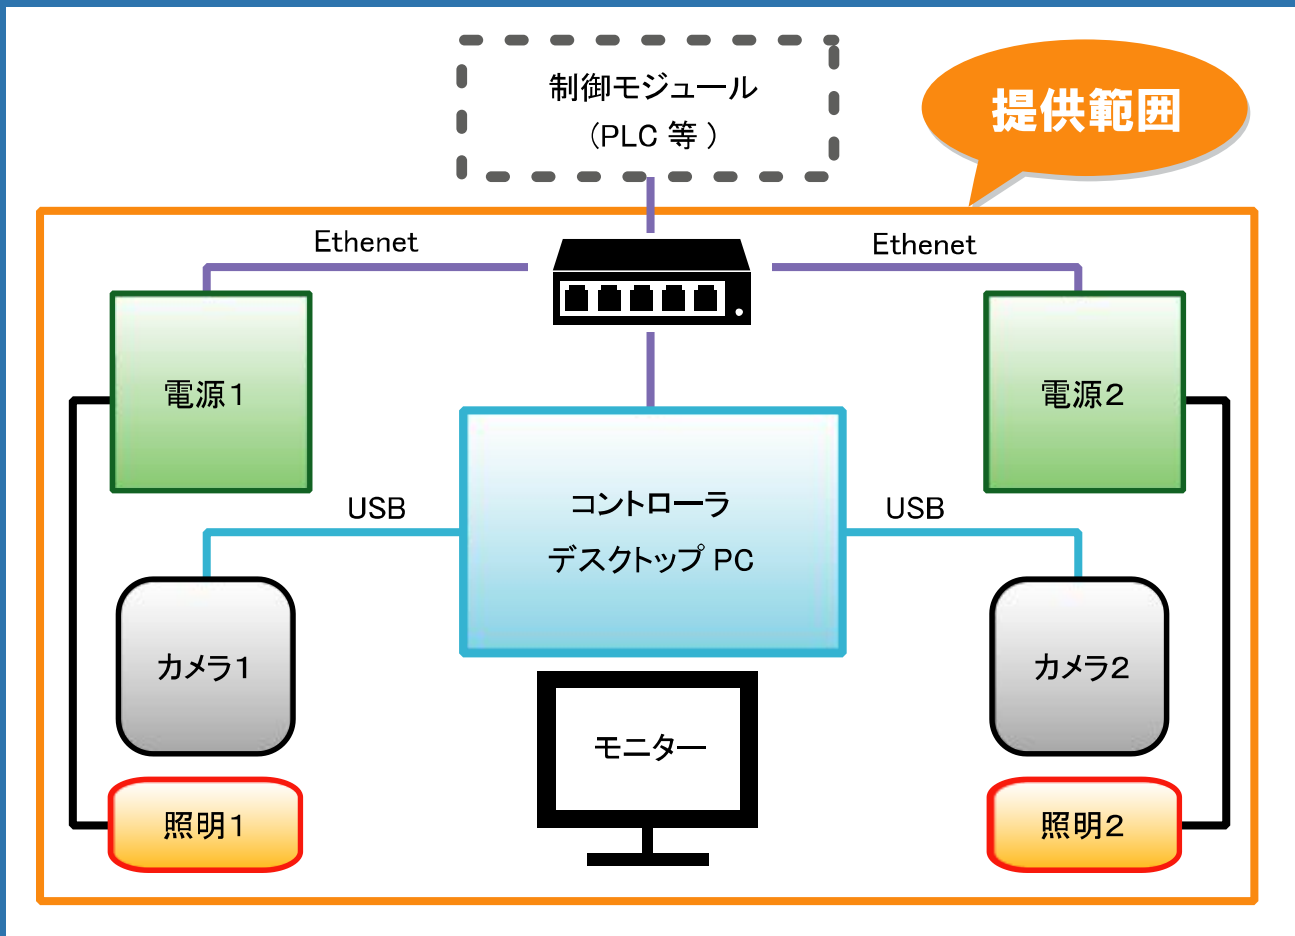 制御モジュール
(PLC 等 )
提供範囲
Ethenet
Ethenet
電源1
電源2
USB
コントローラ
デスクトップ PC
USB
カメラ1
カメラ2
モニター
照明1
照明2